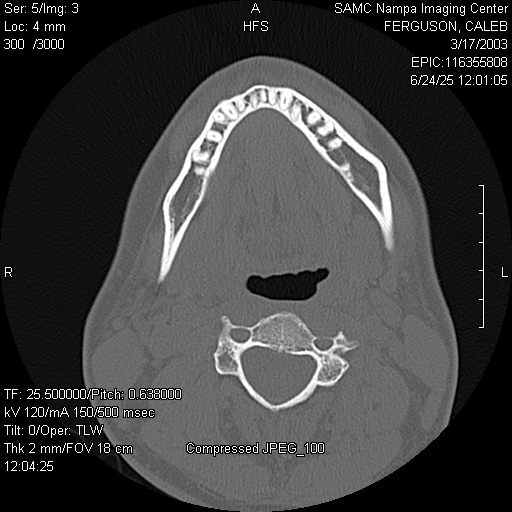 Ser: 5/Img: 3
Loc: 4 mm
300 /3000
A
HFS
SAMC Nampa Imaging Center
FERGUSON, CALEB
3/17/2003
EPIC:116355808
6/24/25 12:01:05
R
L
TF: 25.500000/Pitch: 0.638000
kV 120/mA 150/500 msec
Tilt: 0/Oper: TLW
Thk 2 mm/FOV 18 cm
12:04:25
Compressed JPEG_100